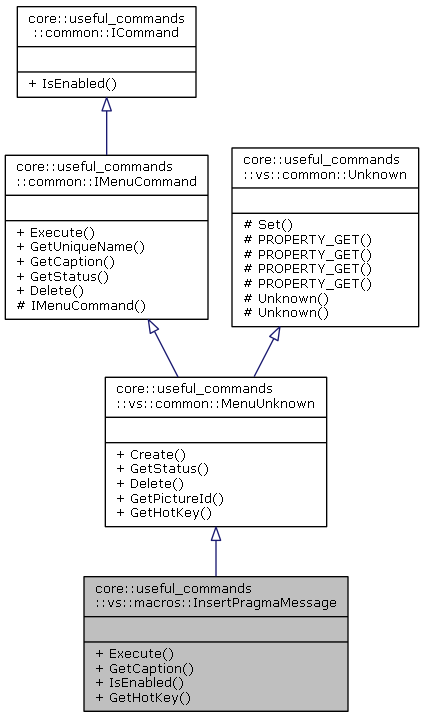 core::useful_commands
::common::ICommand
+ IsEnabled()
core::useful_commands
::common::IMenuCommand
+ Execute()
+ GetUniqueName()
+ GetCaption()
+ GetStatus()
+ Delete()
# IMenuCommand()
core::useful_commands
::vs::common::Unknown
# Set()
# PROPERTY_GET()
# PROPERTY_GET()
# PROPERTY_GET()
# PROPERTY_GET()
# Unknown()
# Unknown()
core::useful_commands
::vs::common::MenuUnknown
+ Create()
+ GetStatus()
+ Delete()
+ GetPictureId()
+ GetHotKey()
core::useful_commands
::vs::macros::InsertPragmaMessage
+ Execute()
+ GetCaption()
+ IsEnabled()
+ GetHotKey()